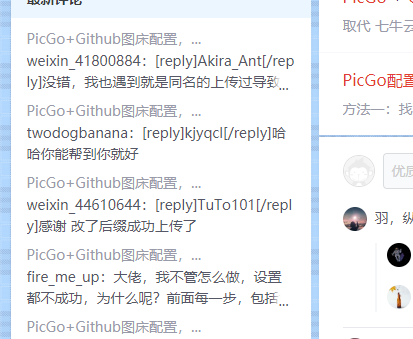 最新评论
PicGo+Github图床配置，...
weixin_41800884：[reply]Akira_Ant[/repl
y]没错，我也遇到就是同名的上传过导致...
PicGo+Github图床配置，...
twodogbanana：[reply]kjyqcl[/reply]哈
哈你能帮到你就好
PicGo+Github图床配置，...
weixin_44610644：[reply]TuTo101[/repl
y]感谢 改了后缀成功上传了
PicGo+Github图床配置，...
fire_me_up：大佬，我不管怎么做，设置
都不成功，为什么呢？前面每一步，包括...
PicGo+Github图床配置，...
取代 七牛云
PicGo配置
方法一：找
优质
羽，纵